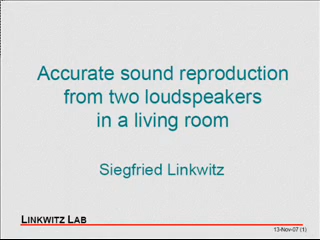 Accurate sound reproduction
from two loudspeakers
in a living room
Siegfried Linkwitz
LINKWITZ LAB
13-Nov-07 (1)